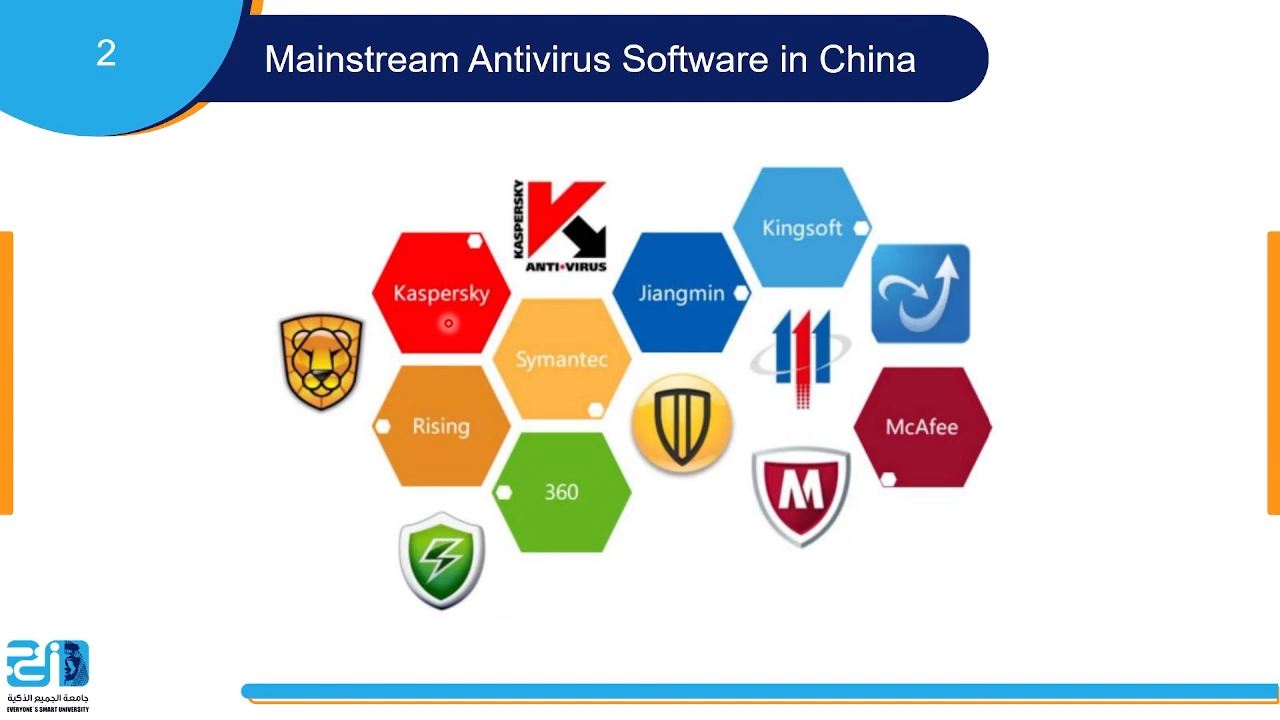 2
Mainstream Antivirus Software in China
Kingsoft
KASPERSKY
ANTI•VIRUS
Kaspersky
Jiangmin
Symantec
Rising
McAfee
360
M
جامعة الجميع الذكية
EVERYONE'S SMART UNIVERSITY